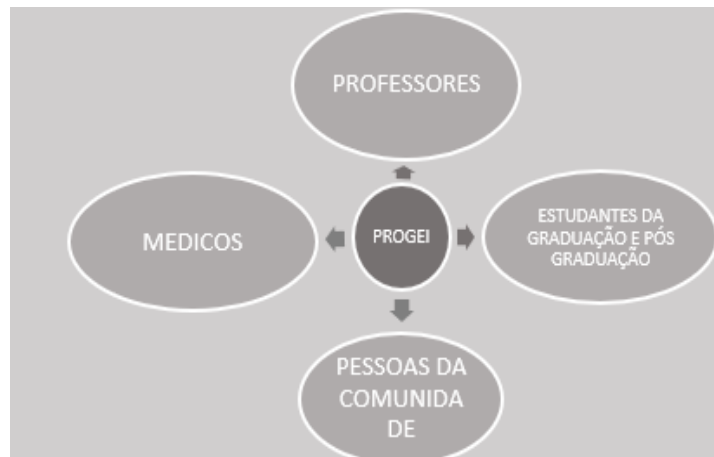 PROFESSORES
MEDICOS
PROGEI
ESTUDANTES DA
GRADUAÇÃO E PÓS
GRADUAÇÃO
PESSOAS DA
COMUNIDA
DE